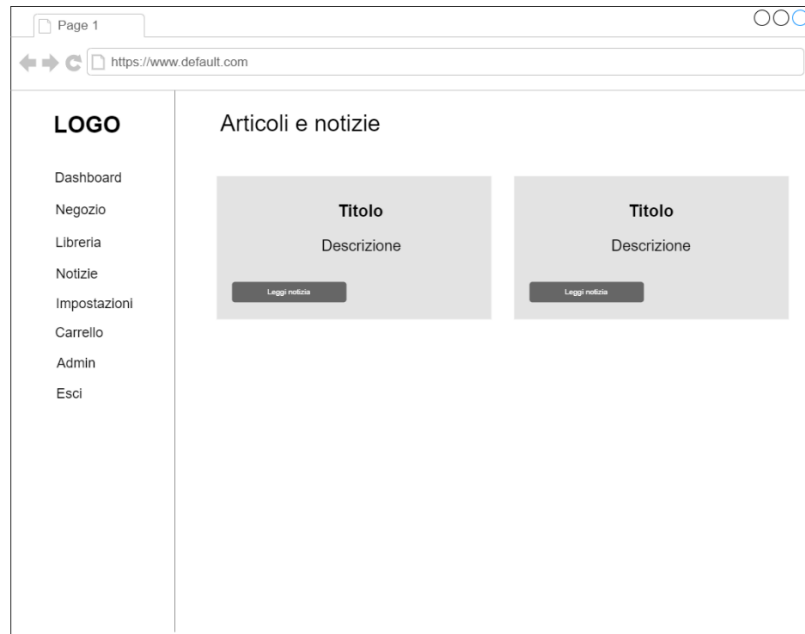 Page 1
https://www.default.com
LOGO
Dashboard
Negozio
Libreria
Notizie
Impostazioni
Carrello
Admin
Esci
Articoli e notizie
Titolo
Descrizione
Leggi notizia
Titolo
Descrizione
Leggi notizia